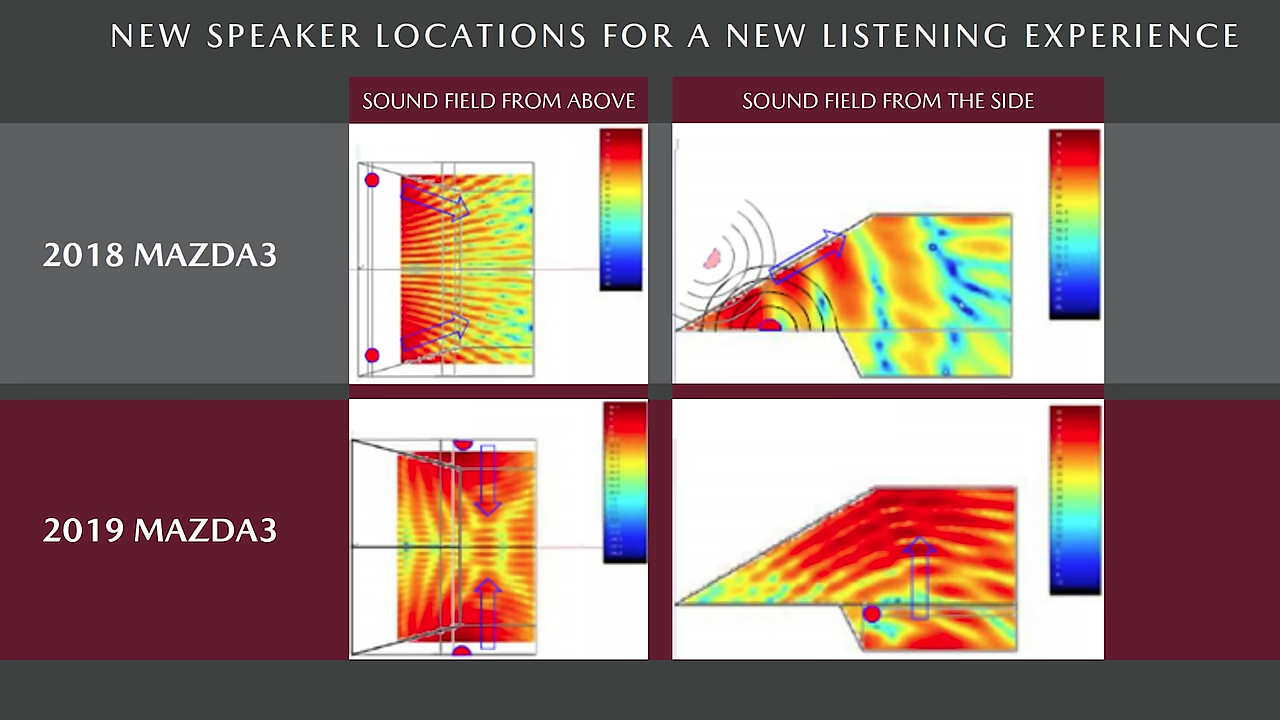 NEW SPEAKER LOCATIONS FOR A NEW LISTENING EXPERIENCE
SOUND FIELD FROM ABOVE
SOUND FIELD FROM THE SIDE
2018 MAZDA3
2019 MAZDA3